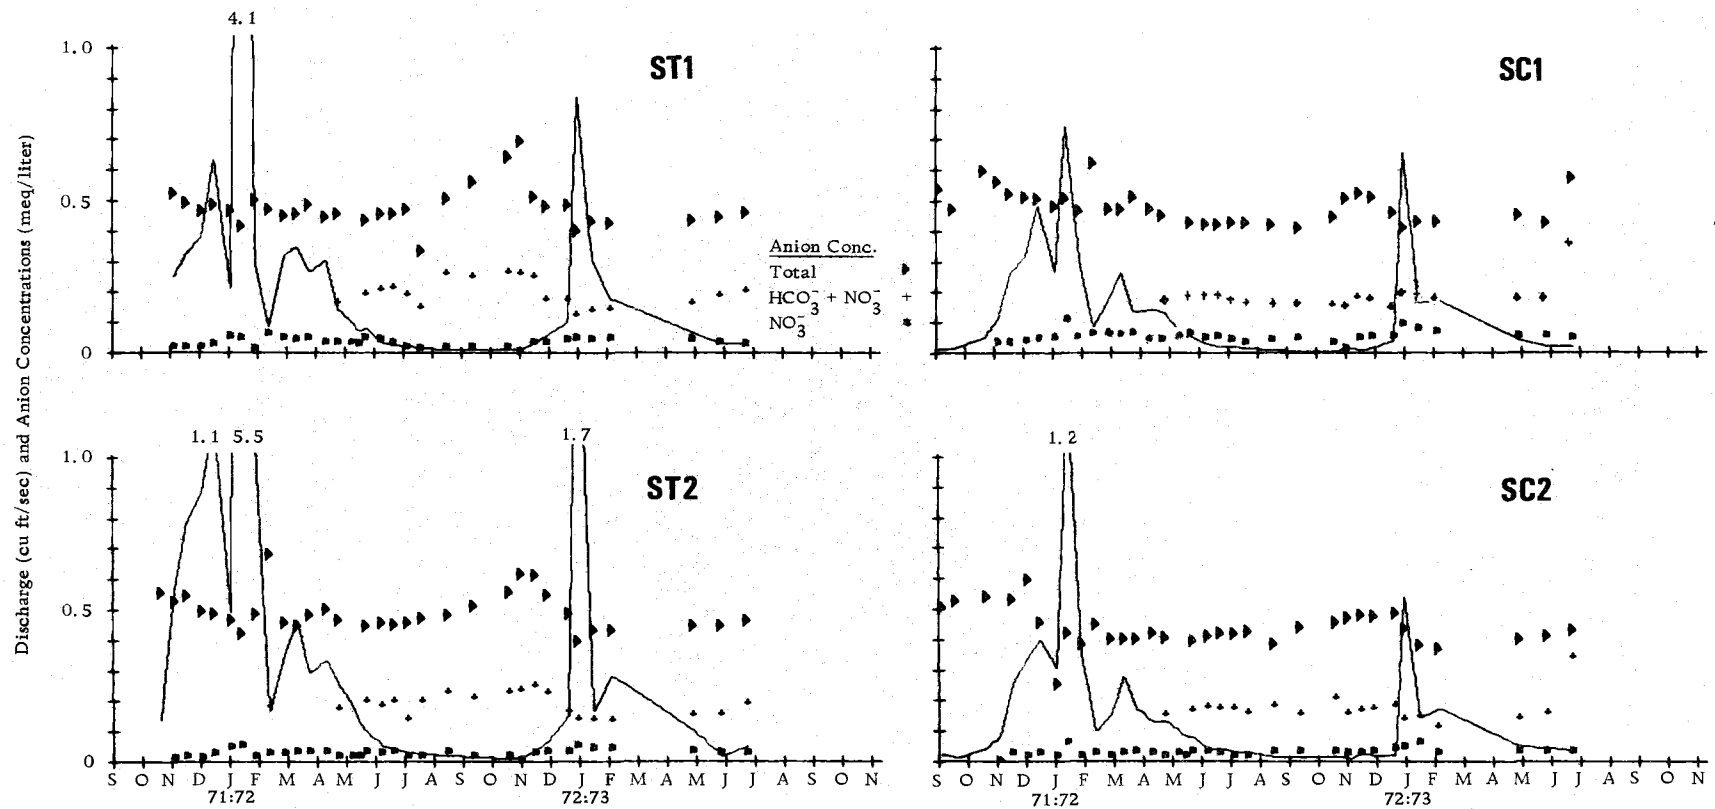 4.1
1.0
0.5
0
ST1
SC1
Anion Conc.
Total
HCO3- + NO3- +
NO3-
Discharge (cu ft/sec) and Anion Concentrations (meq/liter)
1.1 5.5
1.7
1.2
1.0
0.5
0
ST2
SC2
S O N D J F M A M J J A S O N D J F M A M J J A S O N
71:72
72:73
S O N D J F M A M J J A S O N D J F M A M J J A S O N
71:72
72:73